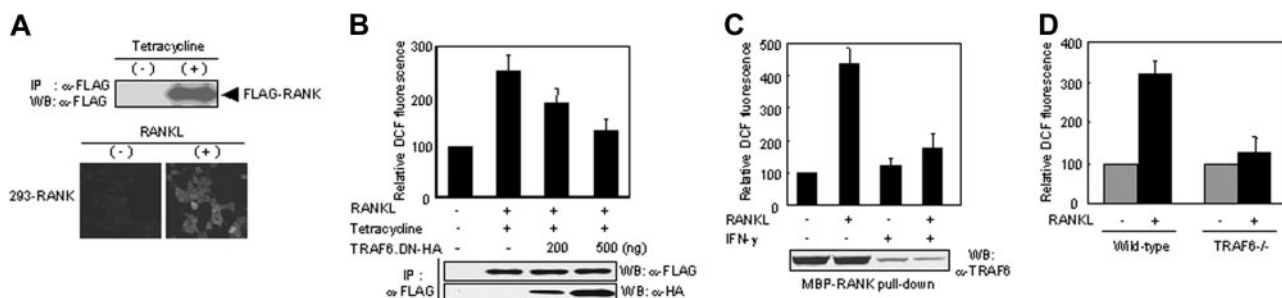 A
Tetracycline
(-) (+)
IP : α-FLAG
WB: α-FLAG
FLAG-RANK
RANKL
(-) (+)
293-RANK
B
Relative DCF fluorescence
300
200
100
0
RANKL - + + +
Tetracycline - + + +
TRAF6.DN-HA - 200 500 (ng)
IP :
α-FLAG
WB: α-FLAG
WB: α-HA
C
Relative DCF fluorescence
500
400
300
200
100
0
RANKL - + - +
IFN-γ - - + +
WB:
α-TRAF6
MBP-RANK pull-down
D
Relative DCF fluorescence
400
300
200
100
0
RANKL - + - +
Wild-type TRAF6-/-